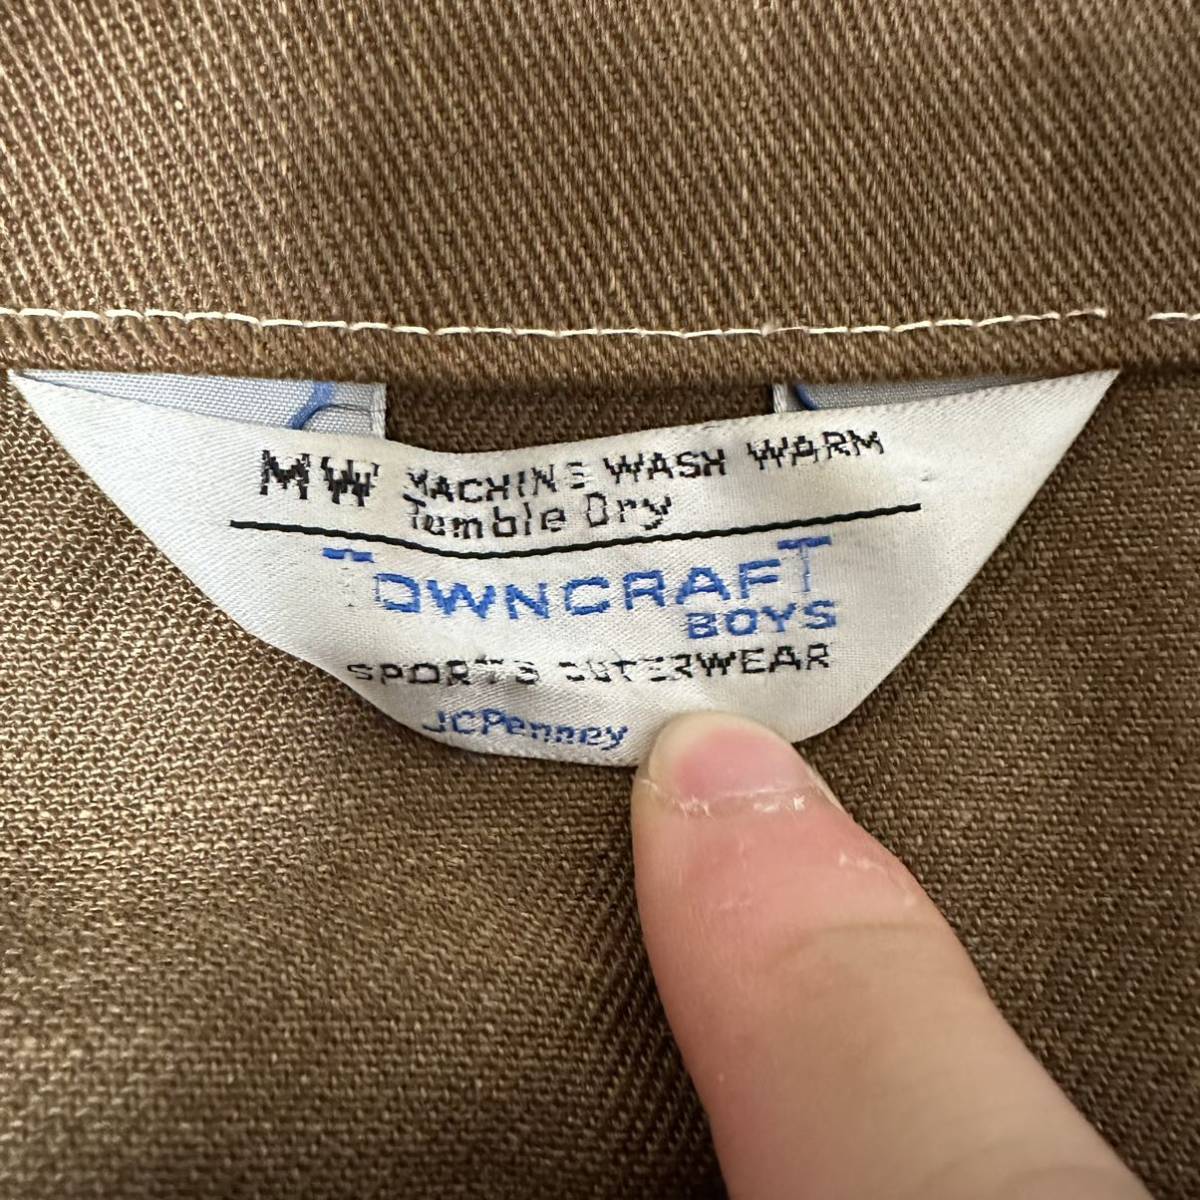 MW MACHINE WASH WARM
Tumble Dry
TOWNCRAFT
BOYS
SPORTS OUTERWEAR
JCPenney